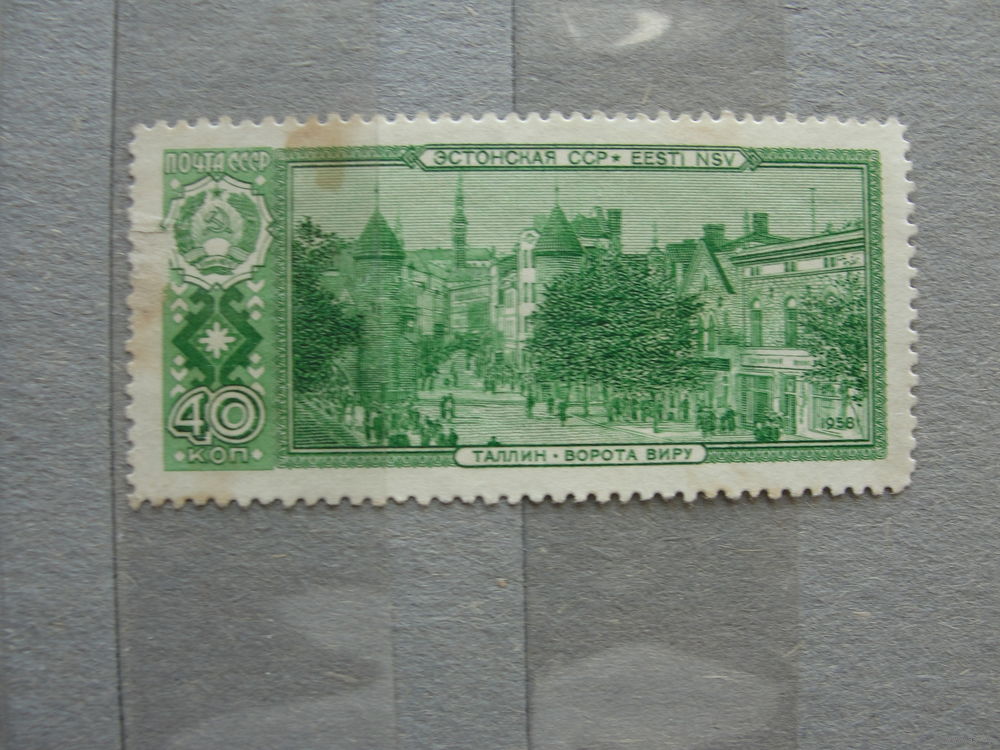 ПОЧТА СССР
ЭСТОНСКАЯ ССР★ EESTI NSV
40
КОП
ТАЛЛИН • ВОРОТА ВИРУ
1958